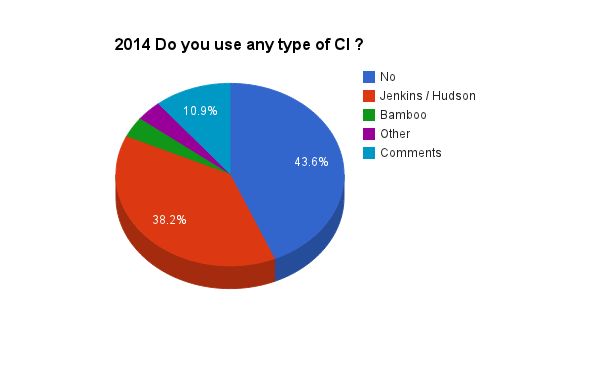 2014 Do you use any type of CI ?
No
Jenkins / Hudson
Bamboo
Other
Comments
10.9%
43.6%
38.2%